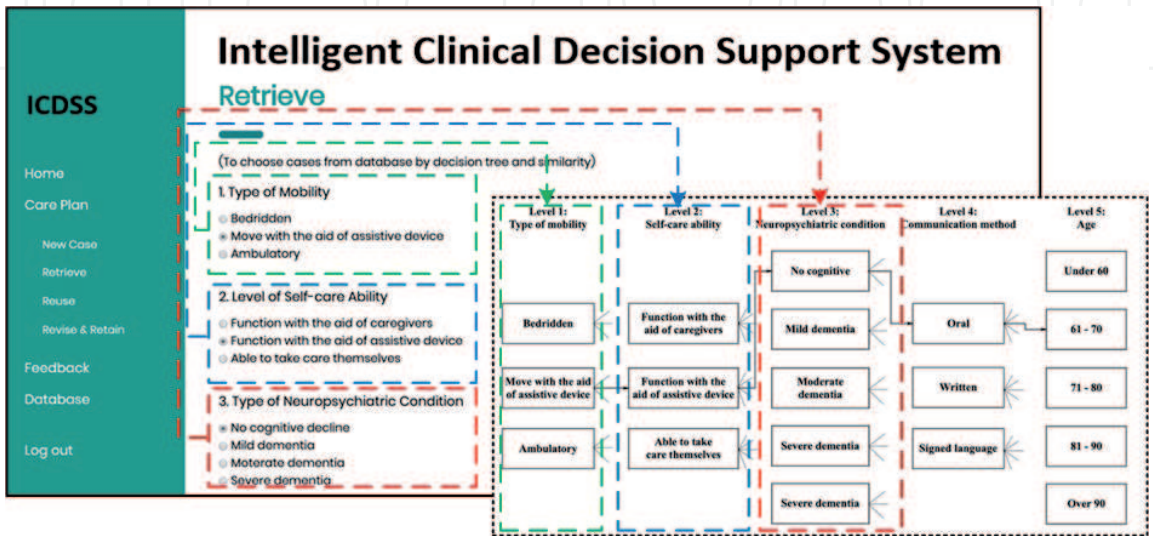 Intelligent Clinical Decision Support System
ICDSS
Retrieve
Home
Care Plan
New Case
Retrieve
Reuse
Revise & Retain
Feedback
Database
Log out
(To choose cases from database by decision tree and similarity)
1. Type of Mobility
Bedridden
Move with the aid of assistive device
Ambulatory
2. Level of Self-care Ability
Function with the aid of caregivers
Function with the aid of assistive device
Able to take care themselves
3. Type of Neuropsychiatric Condition
No cognitive decline
Mild dementia
Moterate dementia
Severe dementia
Level 1:
Type of mobility
Bedridden
Move with the aid
of assistive device
Ambulatory
Level 2:
Self-care ability
Function with the
aid of caregivers
Function with the
aid of assistive device
Able to take
care themselves
Level 3:
Neuropsychiatric condition
No cognitive
Mild dementia
Moderate
dementia
Severe dementia
Severe dementia
Level 4:
Communication method
Oral
Written
Signed language
Level 5:
Age
Under 60
61 - 70
71 - 80
81 - 90
Over 90